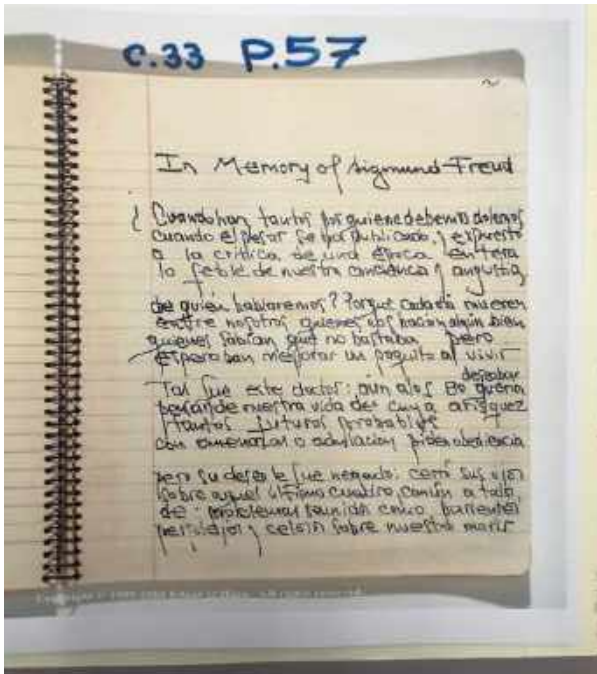 C.33 P.57
In Memory of Sigmund Freud
¿ Cuando han tantos por quienes debemos dolernos
cuando el pesar se ha publicado, y expuesto
a la crítica de una época entera
lo feble de nuestra conciencia y angustia,
de quién hablaremos? Porque cada día mueren
entre nosotros quienes nos hacían algún bien
quienes sabían que no bastaba pero
esperaban mejorar un poquito al vivir
deseaba
Tal fue este doctor: aún a los 80 quería
pensar de nuestra vida de cuya
tantos futuros probables
con amenazas o adulación piden obediencia
pero su deseo le fue negado: cerró sus ojos
sobre aquel último cuadro, común a todos,
de problemas reunidos como parientes
perplejos y celosos sobre nuestro morir